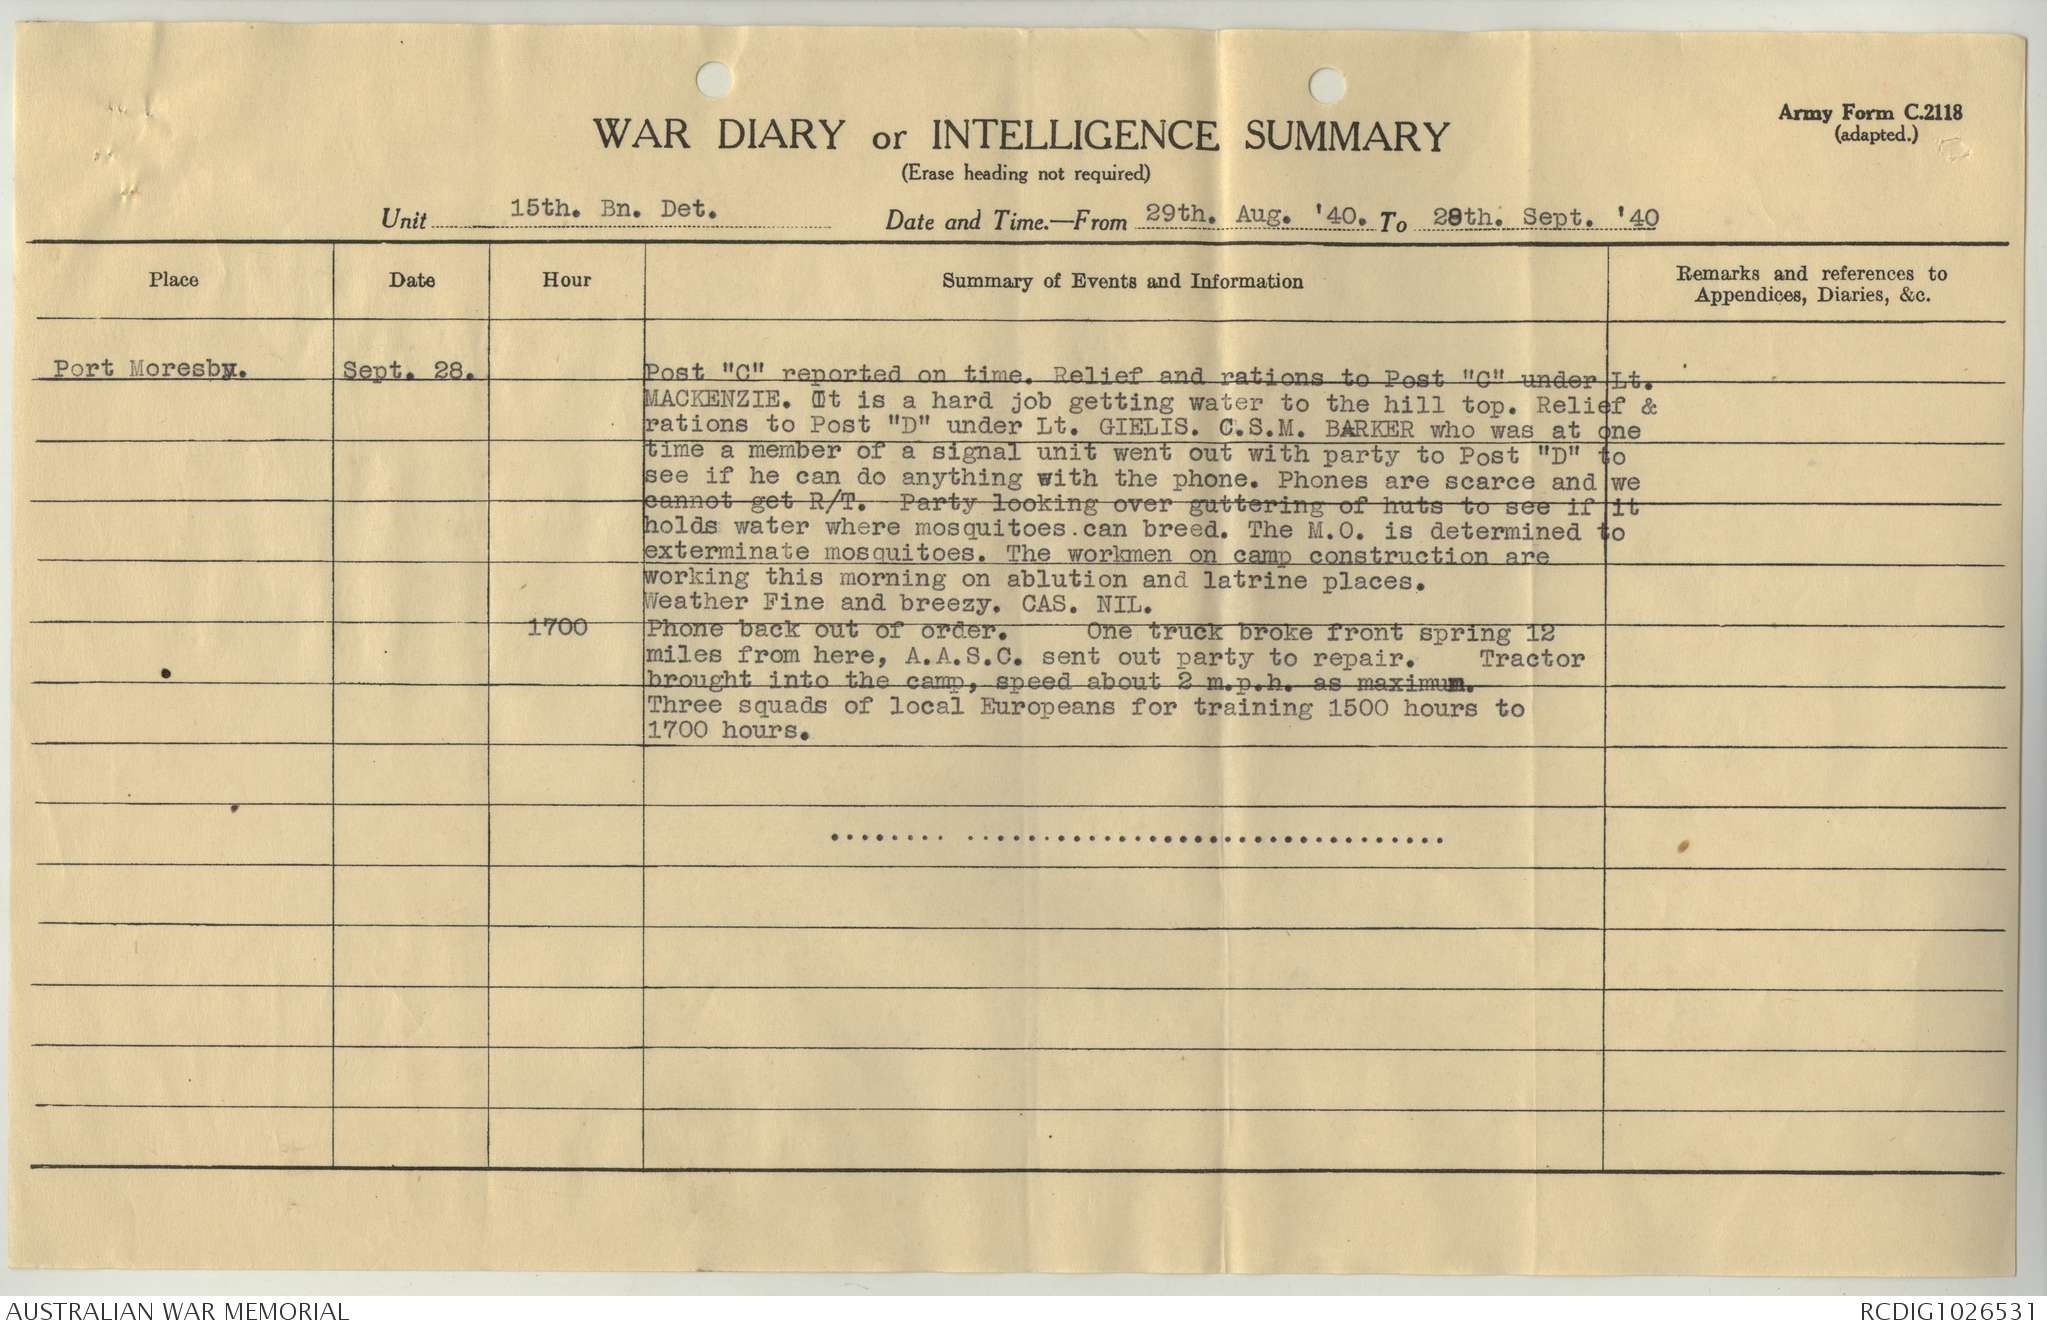 Army Form C.2118
(adapted.)
WAR DIARY or INTELLIGENCE SUMMARY
(Erase heading not required)
Unit 15th. Bn. Det. Date and Time.—From 29th. Aug. '40. To 28th. Sept. '40
Place Date Hour Summary of Events and Information Remarks and references to
Appendices, Diaries, &c.
Port Moresby. Sept. 28. Post "C" reported on time. Relief and rations to Post "C" under Lt.
MACKENZIE. It is a hard job getting water to the hill top. Relief &
rations to Post "D" under Lt. GIELIS. C.S.M. BARKER who was at one
time a member of a signal unit went out with party to Post "D" to
see if he can do anything with the phone. Phones are scarce and we
cannot get R/T. Party looking over guttering of huts to see if it
holds water where mosquitoes.can breed. The M.O. is determined to
exterminate mosquitoes. The workmen on camp construction are
working this morning on ablution and latrine places.
Weather Fine and breezy. CAS. NIL.
1700 Phone back out of order. One truck broke front spring 12
miles from here, A.A.S.C. sent out party to repair. Tractor
brought into the camp, speed about 2 m.p.h. as maximum.
Three squads of local Europeans for training 1500 hours to
1700 hours.
........ ................................
AUSTRALIAN WAR MEMORIAL RCDIG1026531